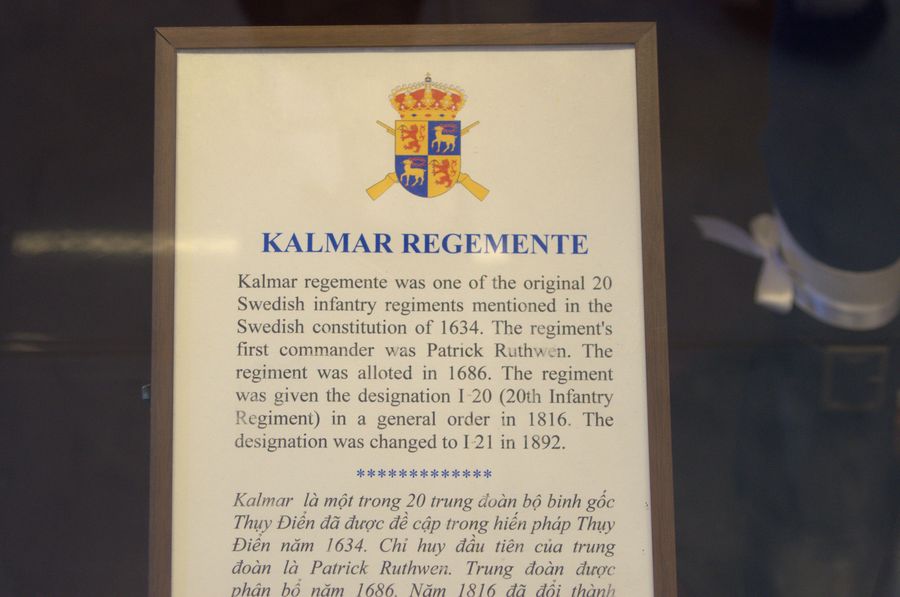 KALMAR REGEMENTE
Kalmar regemente was one of the original 20
Swedish infantry regiments mentioned in the
Swedish constitution of 1634. The regiment's
first commander was Patrick Ruthwen. The
regiment was alloted in 1686. The regiment
was given the designation I-20 (20th Infantry
Regiment) in a general order in 1816. The
designation was changed to I-21 in 1892.
*************
Kalmar là một trong 20 trung đoàn bộ binh gốc
Thụy Điển đã được đề cập trong hiến pháp Thụy
Điển năm 1634. Chỉ huy đầu tiên của trung
đoàn là Patrick Ruthwen. Trung đoàn được
phân bổ năm 1686. Năm 1816 đã đổi thành